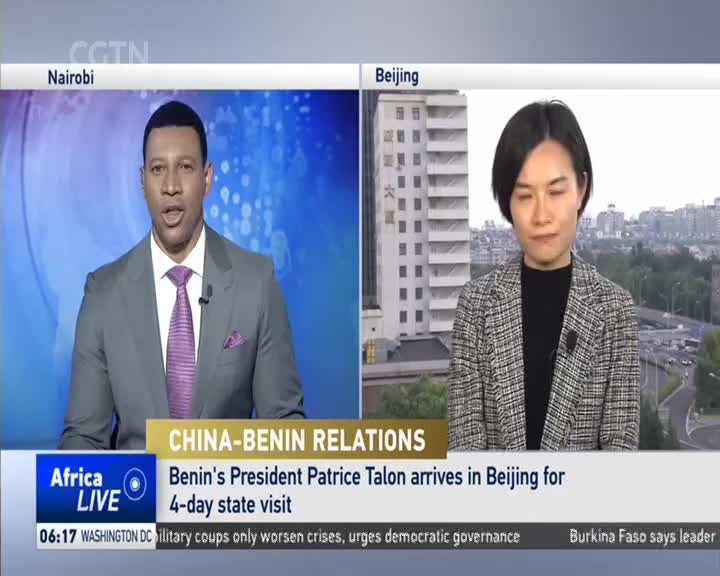 CGTN
Nairobi
Beijing
CHINA-BENIN RELATIONS
Benin's President Patrice Talon arrives in Beijing for
4-day state visit
Africa
LIVE
06:17 WASHINGTON DC
ilitary coups only worsen crises, urges democratic governance Burkina Faso says leader